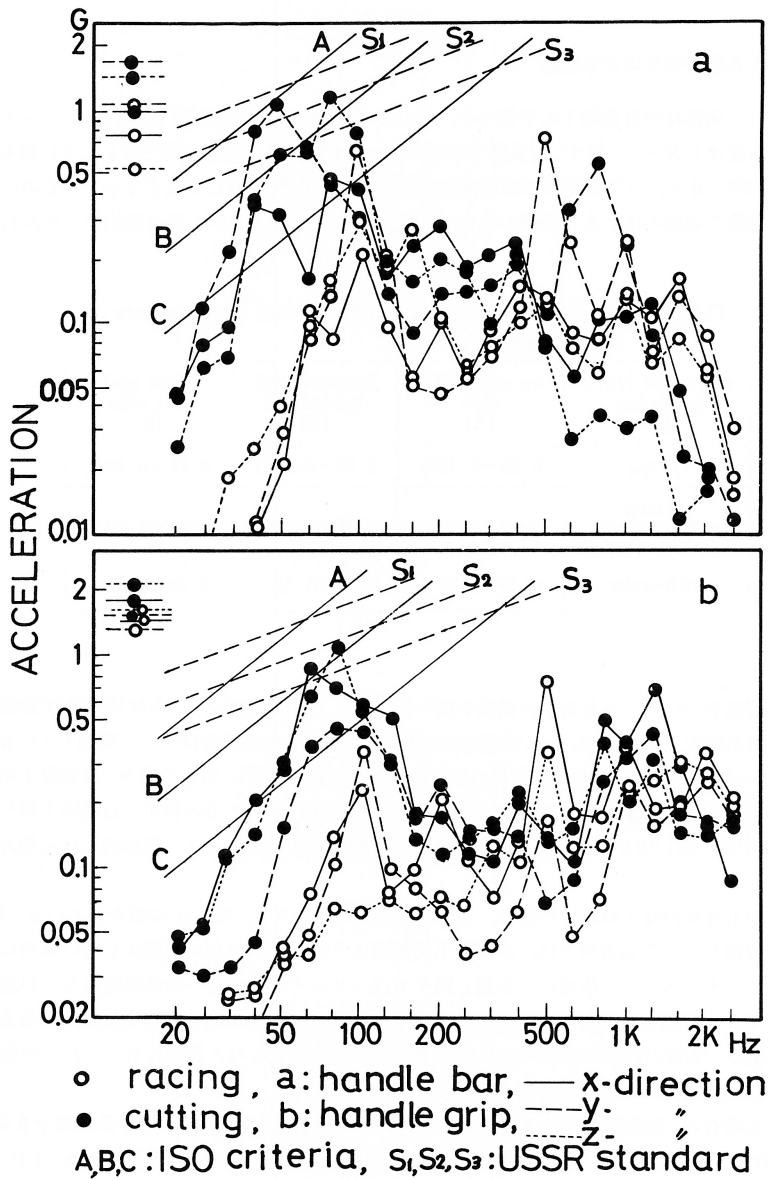 G
2
1
0.5
0.1
0.05
0.01
A S1 S2 S3 a
B
C
ACCELERATION
2
1
0.5
0.1
0.05
0.02
A S1 S2 S3 b
B
C
20 50 100 200 500 1K 2K Hz
○ racing, a: handle bar, —— x-direction
● cutting, b: handle grip, ---- y- "
------ z- "
A,B,C: ISO criteria, S1,S2,S3: USSR standard